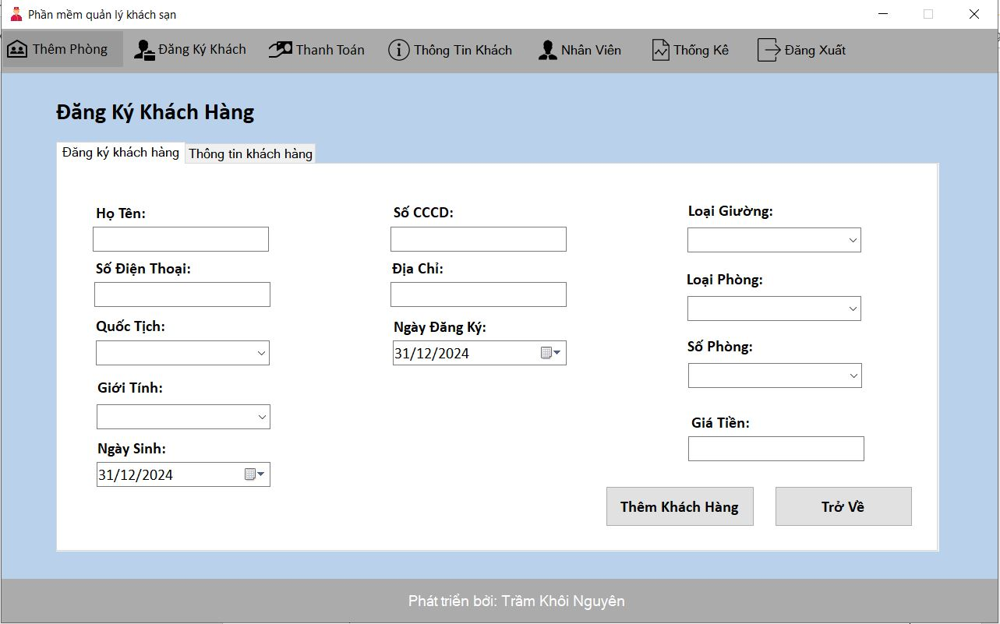 Phần mềm quản lý khách sạn
Thêm Phòng Đăng Ký Khách Thanh Toán Thông Tin Khách Nhân Viên Thống Kê Đăng Xuất
Đăng Ký Khách Hàng
Đăng ký khách hàng Thông tin khách hàng
Họ Tên: Số CCCD: Loại Giường:
Số Điện Thoại: Địa Chỉ: Loại Phòng:
Quốc Tịch: Ngày Đăng Ký: Số Phòng:
31/12/2024
Giới Tính: Giá Tiền:
Ngày Sinh:
31/12/2024
Thêm Khách Hàng Trở Về
Phát triển bởi: Trầm Khôi Nguyên